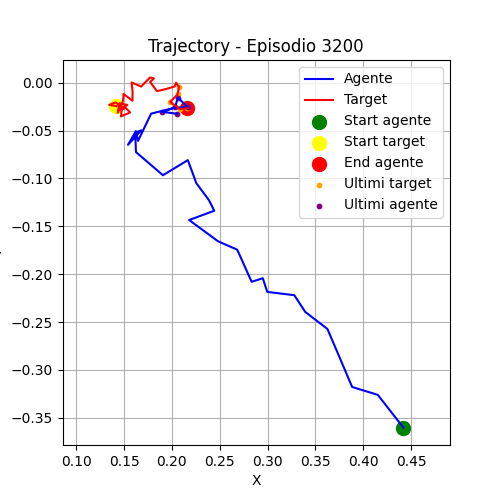 Trajectory - Episodio 3200
Agente
Target
Start agente
Start target
End agente
Ultimi target
Ultimi agente
0.00
−0.05
−0.10
−0.15
−0.20
−0.25
−0.30
−0.35
0.10 0.15 0.20 0.25 0.30 0.35 0.40 0.45
X